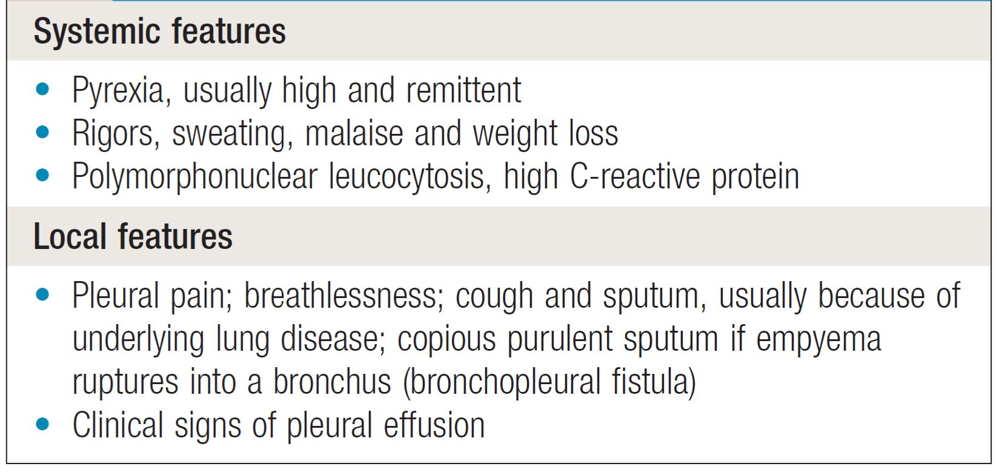 Systemic features
• Pyrexia, usually high and remittent
• Rigors, sweating, malaise and weight loss
• Polymorphonuclear leucocytosis, high C-reactive protein
Local features
• Pleural pain; breathlessness; cough and sputum, usually because of
underlying lung disease; copious purulent sputum if empyema
ruptures into a bronchus (bronchopleural fistula)
• Clinical signs of pleural effusion